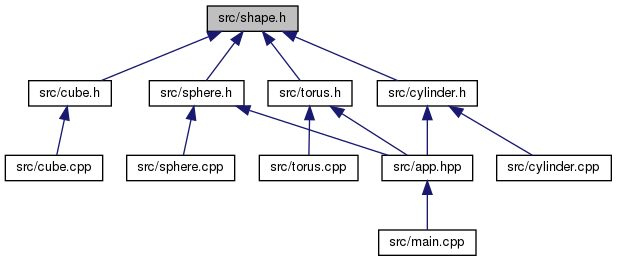 src/shape.h
src/cube.h
src/sphere.h
src/torus.h
src/cylinder.h
src/cube.cpp
src/sphere.cpp
src/torus.cpp
src/app.hpp
src/cylinder.cpp
src/main.cpp